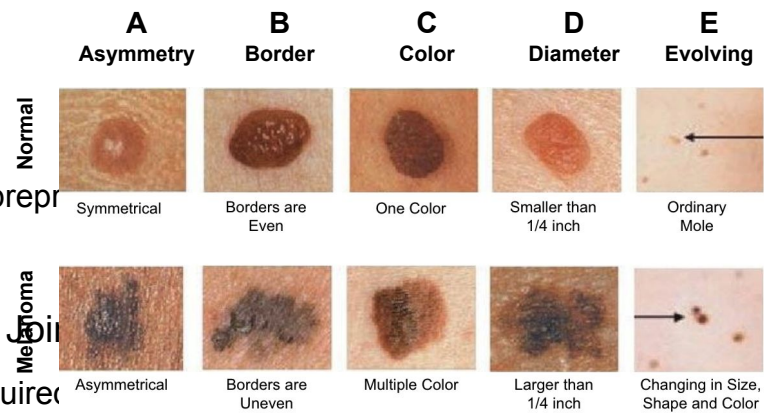 A B C D E
Asymmetry Border Color Diameter Evolving
Normal
Symmetrical Borders are Even One Color Smaller than 1/4 inch Ordinary Mole
Melanoma
Asymmetrical Borders are Uneven Multiple Color Larger than 1/4 inch Changing in Size, Shape and Color